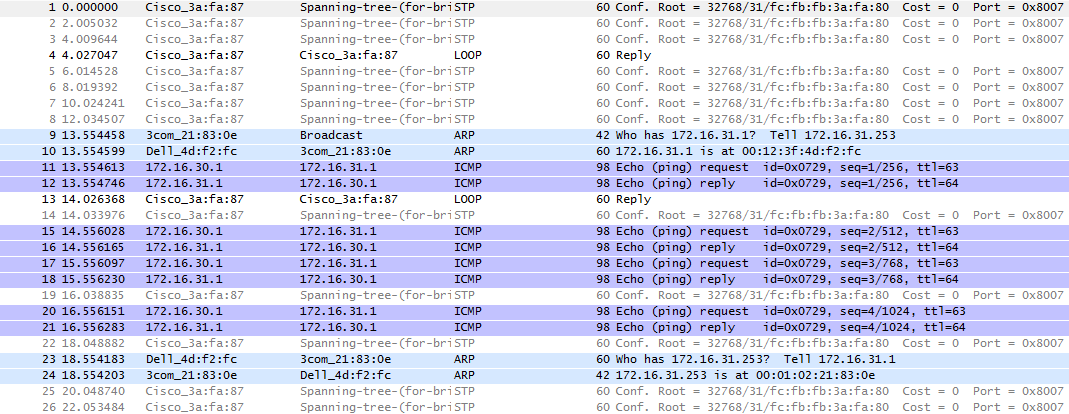 1 0.000000 Cisco_3a:fa:87 Spanning-tree-(for-bri STP 60 Conf. Root = 32768/31/fc:fb:fb:3a:fa:80 Cost = 0 Port = 0x8007
2 2.005032 Cisco_3a:fa:87 Spanning-tree-(for-bri STP 60 Conf. Root = 32768/31/fc:fb:fb:3a:fa:80 Cost = 0 Port = 0x8007
3 4.009644 Cisco_3a:fa:87 Spanning-tree-(for-bri STP 60 Conf. Root = 32768/31/fc:fb:fb:3a:fa:80 Cost = 0 Port = 0x8007
4 4.027047 Cisco_3a:fa:87 Cisco_3a:fa:87 LOOP 60 Reply
5 6.014528 Cisco_3a:fa:87 Spanning-tree-(for-bri STP 60 Conf. Root = 32768/31/fc:fb:fb:3a:fa:80 Cost = 0 Port = 0x8007
6 8.019392 Cisco_3a:fa:87 Spanning-tree-(for-bri STP 60 Conf. Root = 32768/31/fc:fb:fb:3a:fa:80 Cost = 0 Port = 0x8007
7 10.024241 Cisco_3a:fa:87 Spanning-tree-(for-bri STP 60 Conf. Root = 32768/31/fc:fb:fb:3a:fa:80 Cost = 0 Port = 0x8007
8 12.034507 Cisco_3a:fa:87 Spanning-tree-(for-bri STP 60 Conf. Root = 32768/31/fc:fb:fb:3a:fa:80 Cost = 0 Port = 0x8007
9 13.554458 3com_21:83:0e Broadcast ARP 42 Who has 172.16.31.1? Tell 172.16.31.253
10 13.554599 Dell_4d:f2:fc 3com_21:83:0e ARP 60 172.16.31.1 is at 00:12:3f:4d:f2:fc
11 13.554613 172.16.30.1 172.16.31.1 ICMP 98 Echo (ping) request id=0x0729, seq=1/256, ttl=63
12 13.554746 172.16.31.1 172.16.30.1 ICMP 98 Echo (ping) reply id=0x0729, seq=1/256, ttl=64
13 14.026368 Cisco_3a:fa:87 Cisco_3a:fa:87 LOOP 60 Reply
14 14.033976 Cisco_3a:fa:87 Spanning-tree-(for-bri STP 60 Conf. Root = 32768/31/fc:fb:fb:3a:fa:80 Cost = 0 Port = 0x8007
15 14.556028 172.16.30.1 172.16.31.1 ICMP 98 Echo (ping) request id=0x0729, seq=2/512, ttl=63
16 14.556165 172.16.31.1 172.16.30.1 ICMP 98 Echo (ping) reply id=0x0729, seq=2/512, ttl=64
17 15.556097 172.16.30.1 172.16.31.1 ICMP 98 Echo (ping) request id=0x0729, seq=3/768, ttl=63
18 15.556230 172.16.31.1 172.16.30.1 ICMP 98 Echo (ping) reply id=0x0729, seq=3/768, ttl=64
19 16.038835 Cisco_3a:fa:87 Spanning-tree-(for-bri STP 60 Conf. Root = 32768/31/fc:fb:fb:3a:fa:80 Cost = 0 Port = 0x8007
20 16.556151 172.16.30.1 172.16.31.1 ICMP 98 Echo (ping) request id=0x0729, seq=4/1024, ttl=63
21 16.556283 172.16.31.1 172.16.30.1 ICMP 98 Echo (ping) reply id=0x0729, seq=4/1024, ttl=64
22 18.048882 Cisco_3a:fa:87 Spanning-tree-(for-bri STP 60 Conf. Root = 32768/31/fc:fb:fb:3a:fa:80 Cost = 0 Port = 0x8007
23 18.554183 Dell_4d:f2:fc 3com_21:83:0e ARP 60 Who has 172.16.31.253? Tell 172.16.31.1
24 18.554203 3com_21:83:0e Dell_4d:f2:fc ARP 42 172.16.31.253 is at 00:01:02:21:83:0e
25 20.048740 Cisco_3a:fa:87 Spanning-tree-(for-bri STP 60 Conf. Root = 32768/31/fc:fb:fb:3a:fa:80 Cost = 0 Port = 0x8007
26 22.053484 Cisco_3a:fa:87 Spanning-tree-(for-bri STP 60 Conf. Root = 32768/31/fc:fb:fb:3a:fa:80 Cost = 0 Port = 0x8007